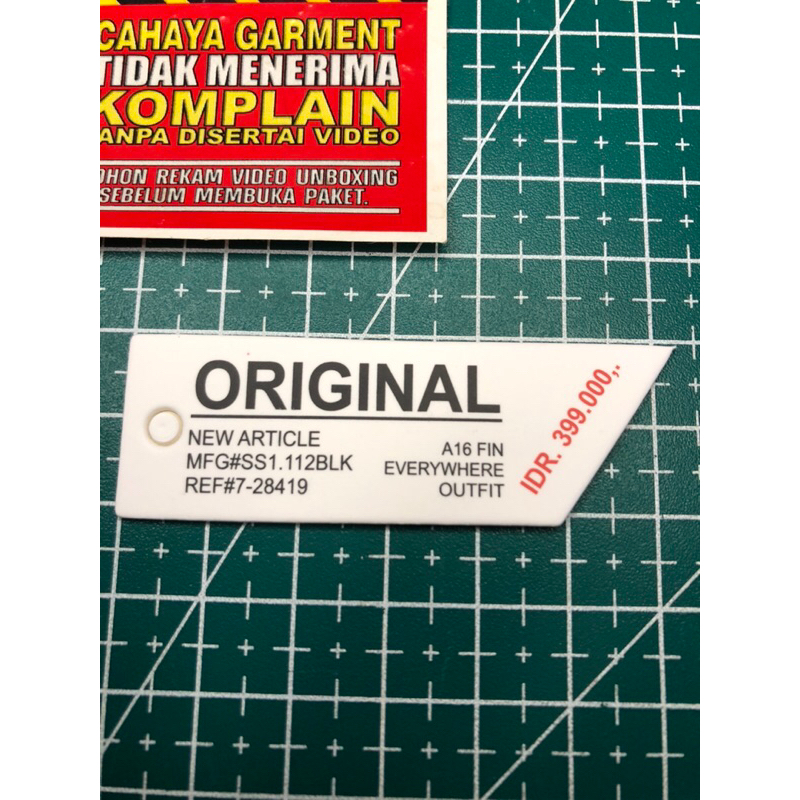 CAHAYA GARMENT
TIDAK MENERIMA
KOMPLAIN
ANPA DISERTAI VIDEO
OHON REKAM VIDEO UNBOXING
SEBELUM MEMBUKA PAKET.
ORIGINAL
NEW ARTICLE
MFG#SS1.112BLK
REF#7-28419
A16 FIN
EVERYWHERE
OUTFIT
IDR. 399.000,.